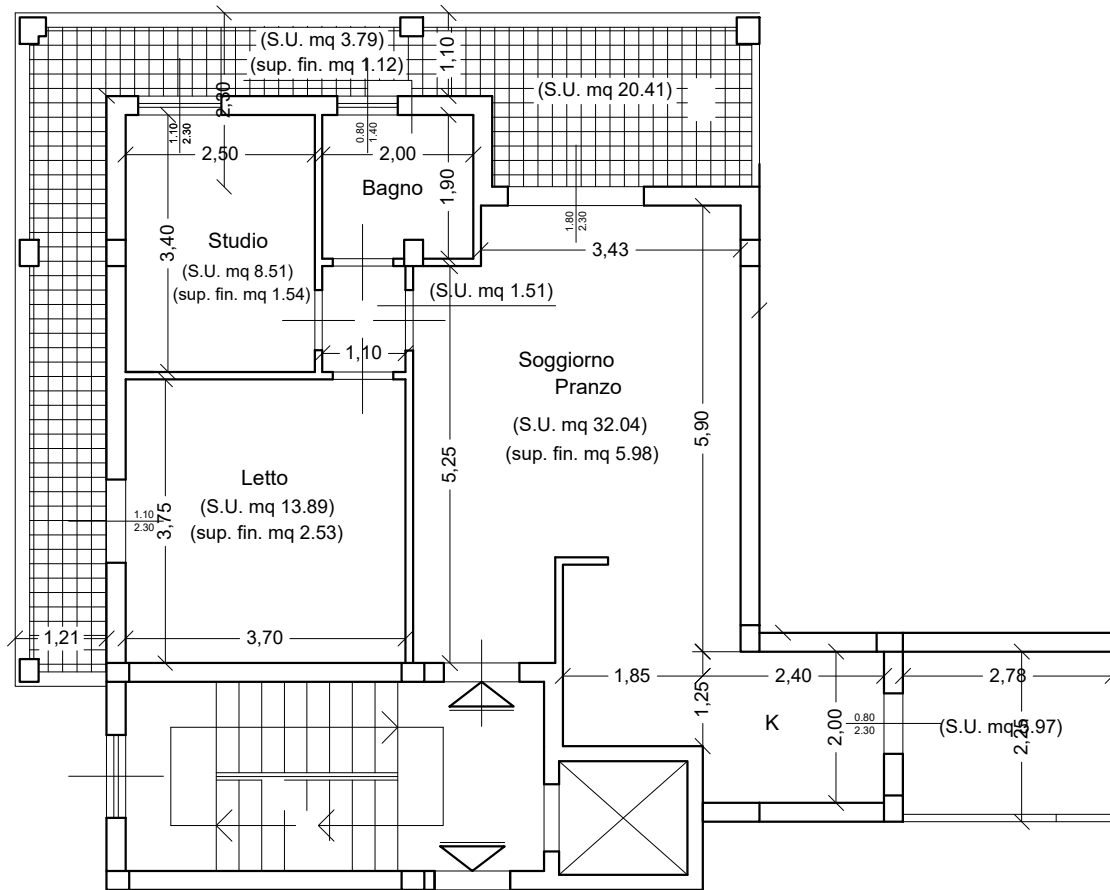 (S.U. mq 3.79)
(sup. fin. mq 1.12)
1,10
2,30
(S.U. mq 20.41)
1.10
2.30
0.80
1.40
2,50
2,00
Bagno
1,90
1.80
2.30
3,40
Studio
(S.U. mq 8.51)
(sup. fin. mq 1.54)
3,43
(S.U. mq 1.51)
1,10
Soggiorno
Pranzo
(S.U. mq 32.04)
(sup. fin. mq 5.98)
5,90
5,25
Letto
(S.U. mq 13.89)
(sup. fin. mq 2.53)
1.10
2.30
3,75
1,21
3,70
1,85
1,25
2,40
2,78
K
2,00
0.80
2.30
(S.U. mq 5.97)
2,25